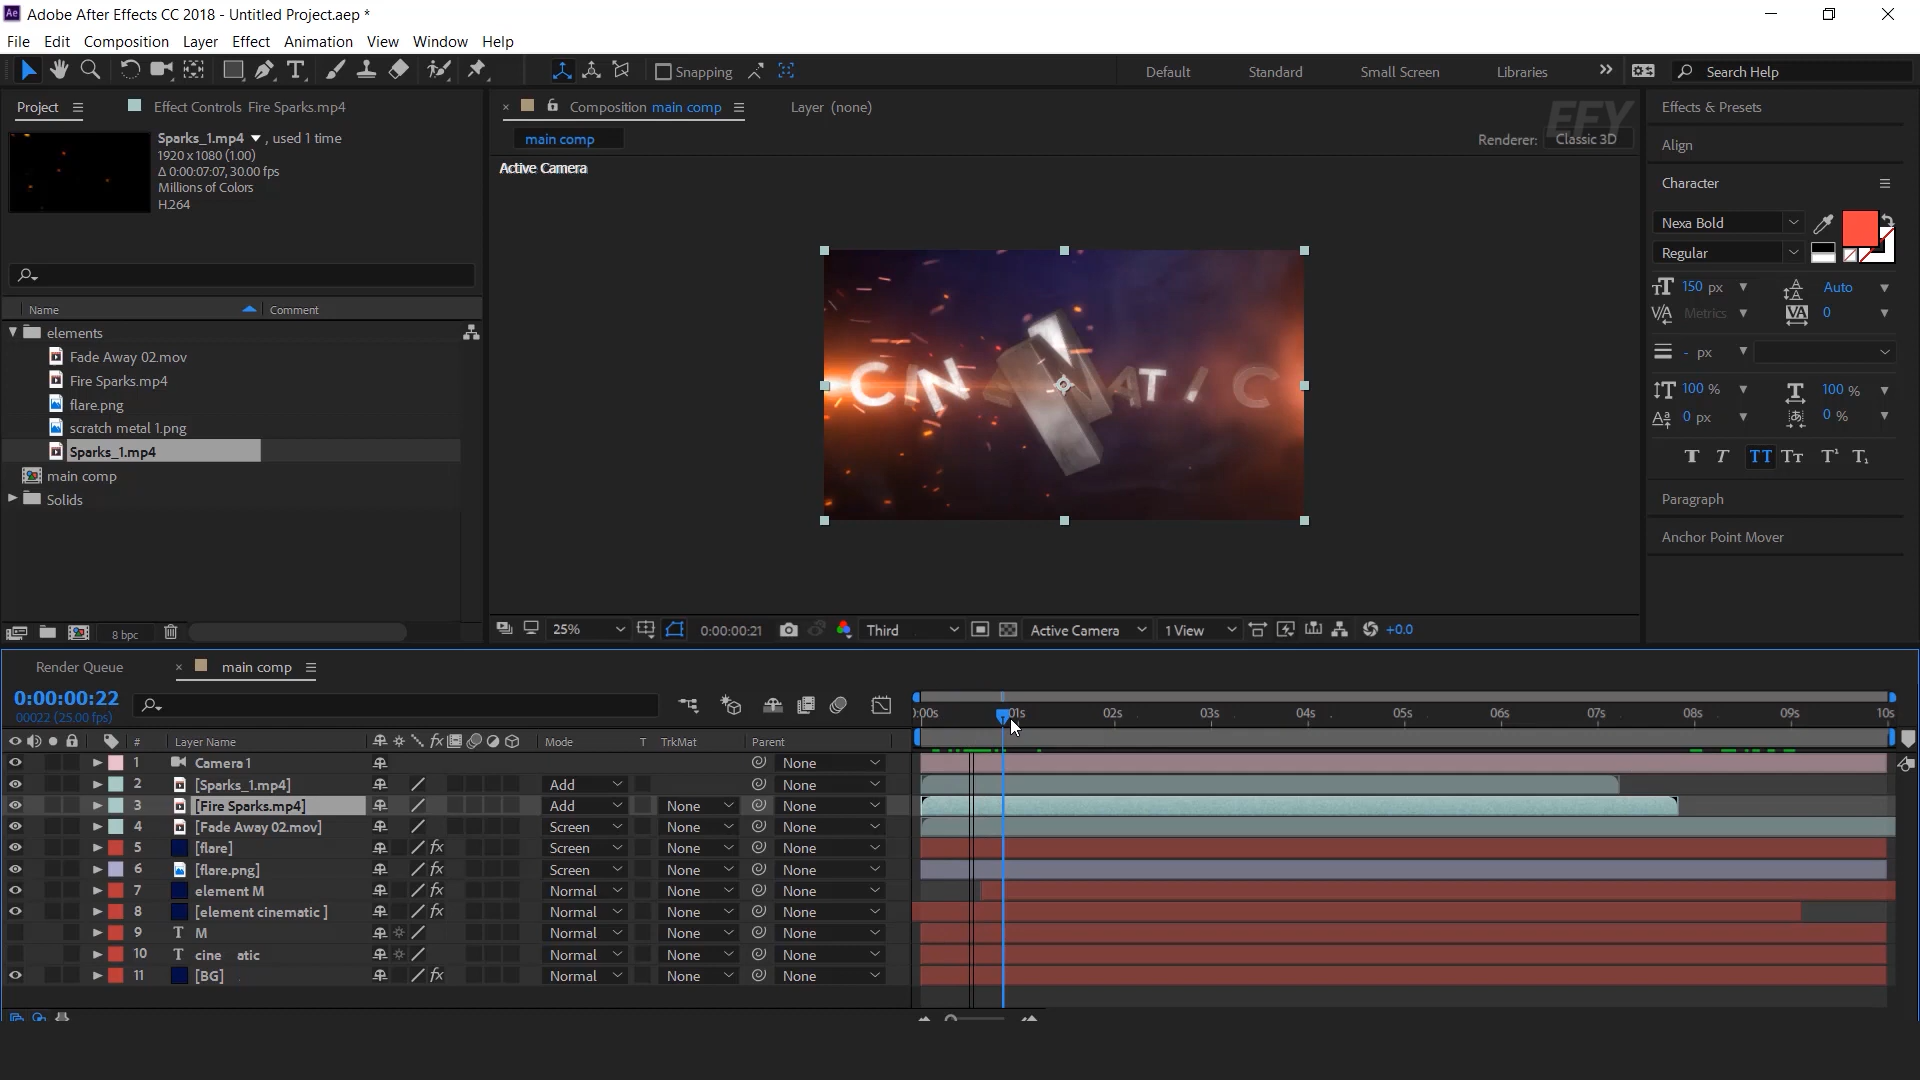 Adobe After Effects CC 2018 - Untitled Project.aep *
File Edit Composition Layer Effect Animation View Window Help
Snapping Default Standard Small Screen Libraries Search Help
Project Effect Controls Fire Sparks.mp4
Composition main comp Layer (none)
EFY
main comp
Renderer: Classic 3D
Active Camera
Sparks_1.mp4 , used 1 time
1920 x 1080 (1.00)
Δ 0:00:07:07, 30.00 fps
Millions of Colors
H.264
Name Comment
elements
Fade Away 02.mov
Fire Sparks.mp4
flare.png
scratch metal 1.png
Sparks_1.mp4
main comp
Solids
8 bpc
CIN ATIC
25% 0:00:00:21 Third Active Camera 1 View +0.0
Effects & Presets
Align
Character
Nexa Bold
Regular
150 px Auto
Metrics 0
- px
100 % 100 %
0 px 0 %
Paragraph
Anchor Point Mover
Render Queue main comp
0:00:00:22
00022 (25.00 fps)
:00s 01s 02s 03s 04s 05s 06s 07s 08s 09s 10s
# Layer Name Mode T TrkMat Parent
1 Camera 1 None
2 [Sparks_1.mp4] Add None
3 [Fire Sparks.mp4] Add None None
4 [Fade Away 02.mov] Screen None None
5 [flare] Screen None None
6 [flare.png] Screen None None
7 element M Normal None None
8 [element cinematic ] Normal None None
9 M Normal None None
10 cine atic Normal None None
11 [BG] Normal None None